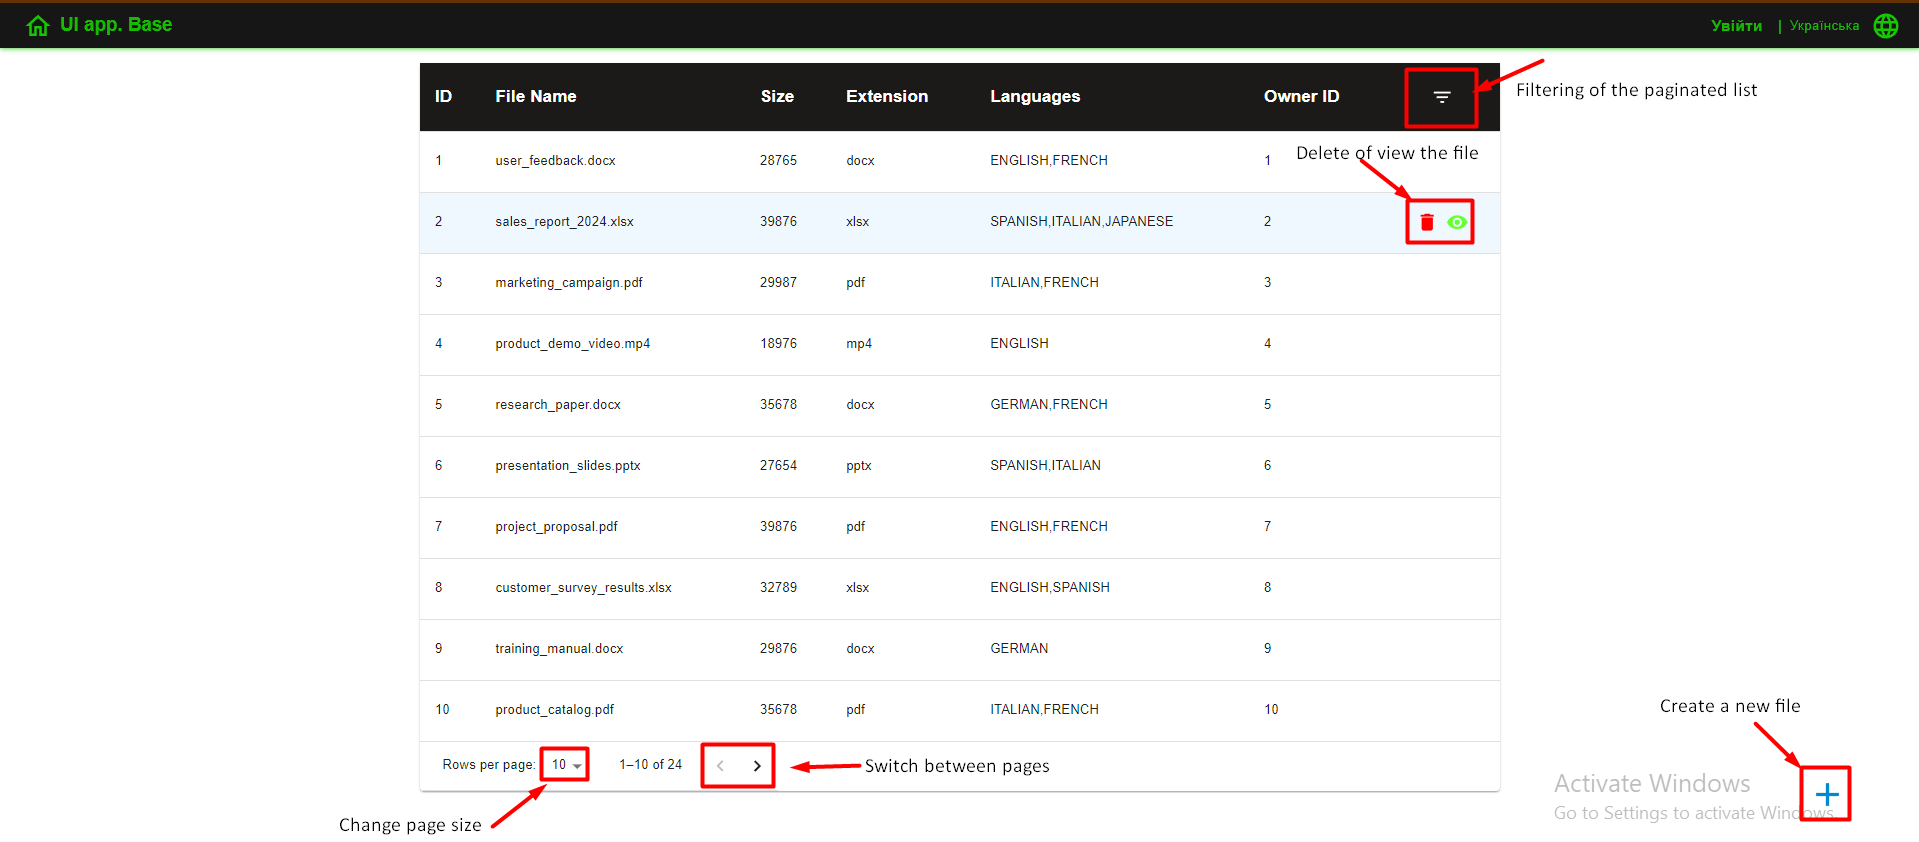 UI app. Base
Увійти | Українська
ID File Name Size Extension Languages Owner ID
Filtering of the paginated list
Delete of view the file
1 user_feedback.docx 28765 docx ENGLISH,FRENCH 1
2 sales_report_2024.xlsx 39876 xlsx SPANISH,ITALIAN,JAPANESE 2
3 marketing_campaign.pdf 29987 pdf ITALIAN,FRENCH 3
4 product_demo_video.mp4 18976 mp4 ENGLISH 4
5 research_paper.docx 35678 docx GERMAN,FRENCH 5
6 presentation_slides.pptx 27654 pptx SPANISH,ITALIAN 6
7 project_proposal.pdf 39876 pdf ENGLISH,FRENCH 7
8 customer_survey_results.xlsx 32789 xlsx ENGLISH,SPANISH 8
9 training_manual.docx 29876 docx GERMAN 9
10 product_catalog.pdf 35678 pdf ITALIAN,FRENCH 10
Rows per page: 10 1–10 of 24
Switch between pages
Change page size
Create a new file
Activate Windows
Go to Settings to activate Windows.